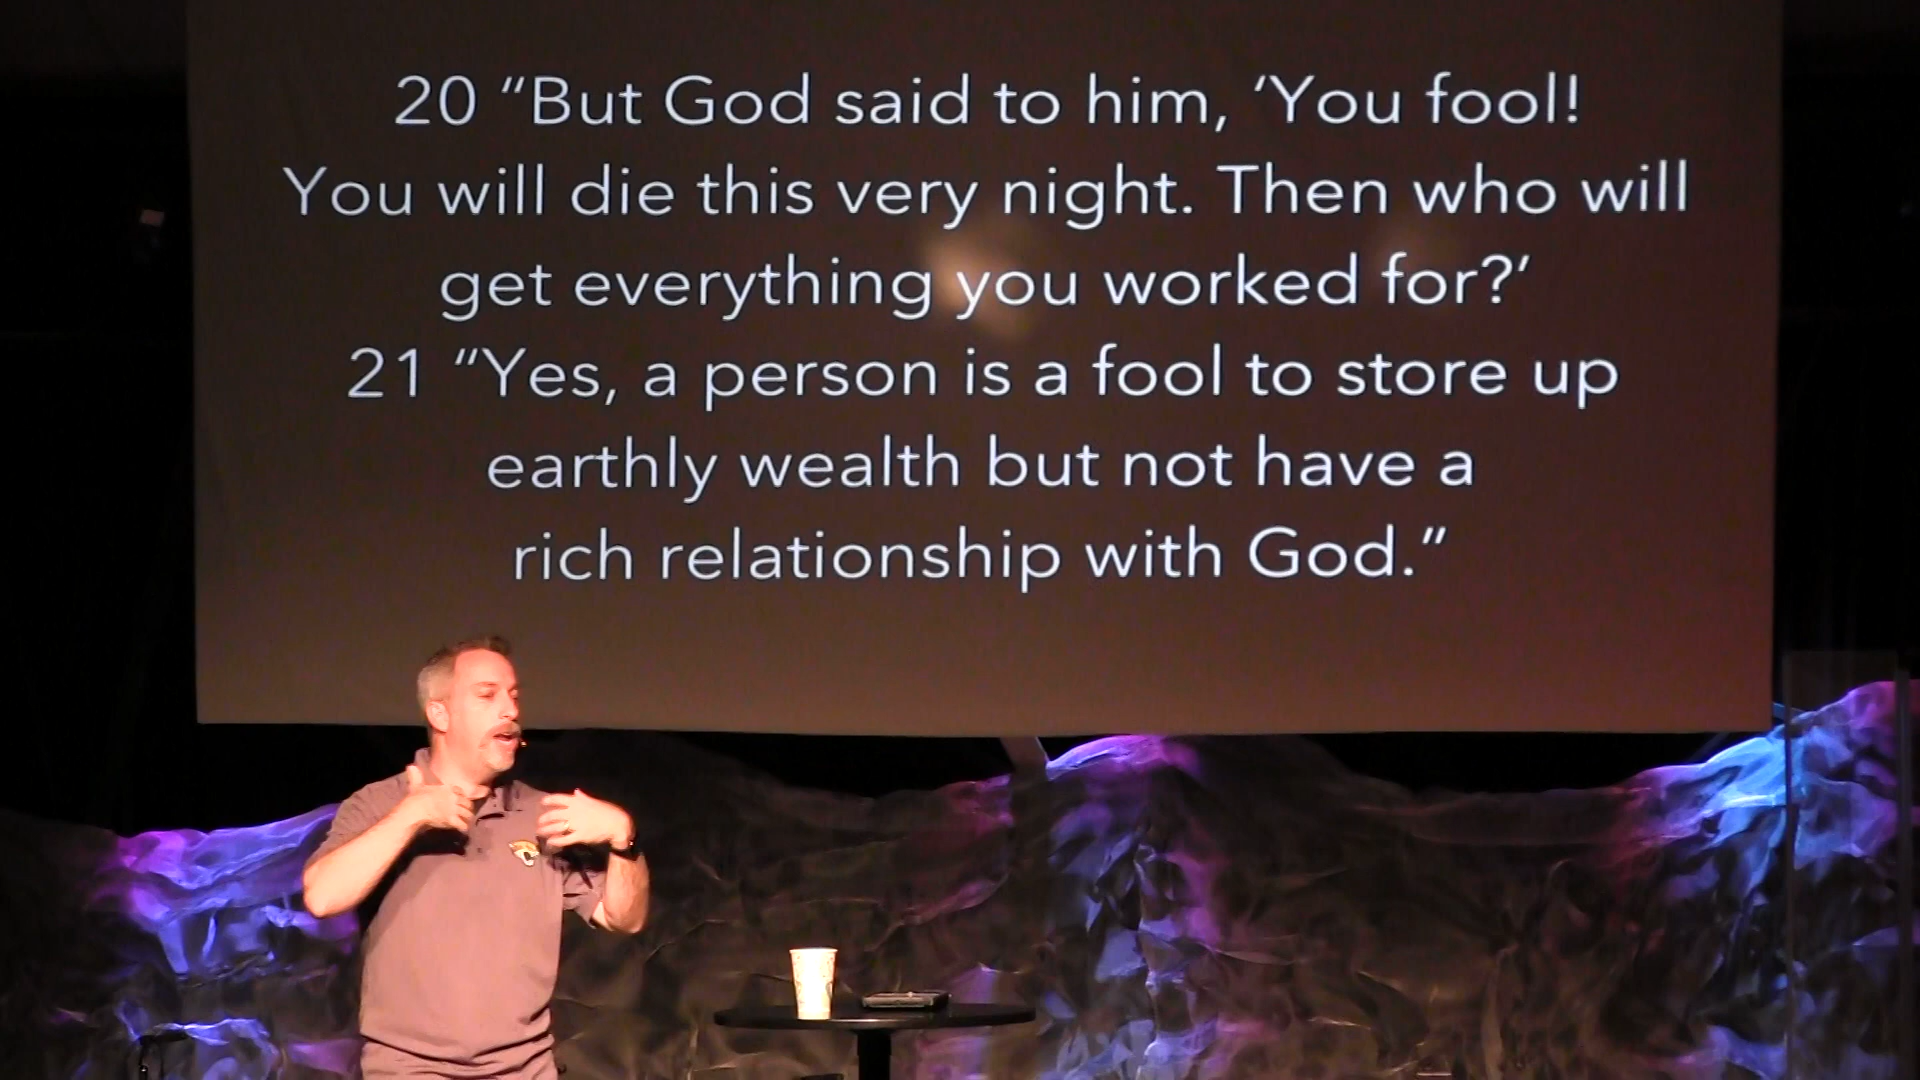 20 “But God said to him, ‘You fool!
You will die this very night. Then who will
get everything you worked for?’
21 “Yes, a person is a fool to store up
earthly wealth but not have a
rich relationship with God.”